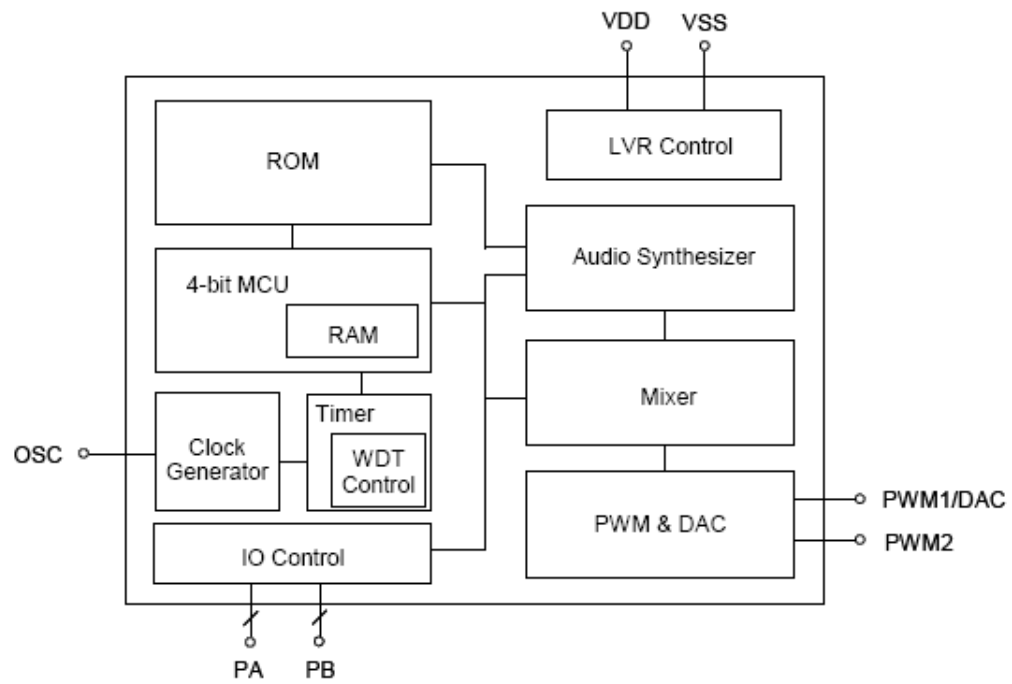 VDD VSS
ROM
LVR Control
Audio Synthesizer
4-bit MCU
RAM
Mixer
Timer
OSC
Clock
Generator
WDT
Control
PWM & DAC
PWM1/DAC
PWM2
IO Control
PA PB